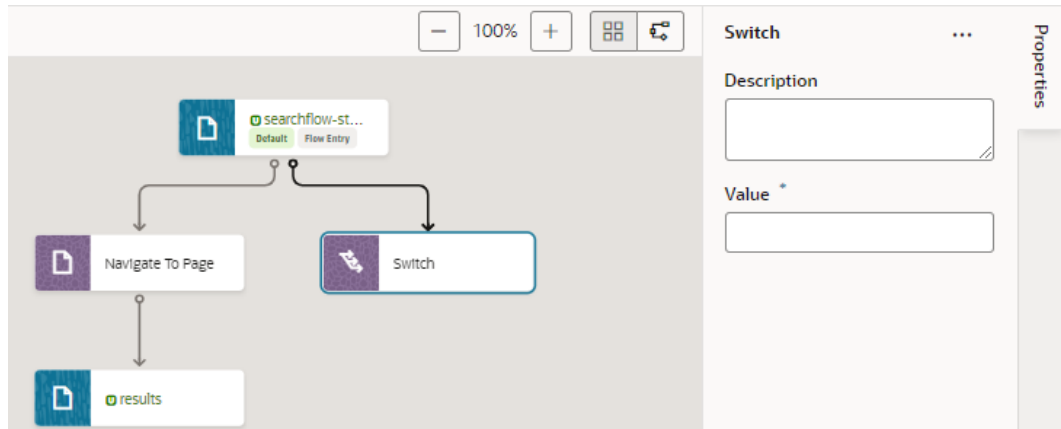 100%
Switch
...
Properties
Description
searchflow-st...
Default Flow Entry
Value *
Navigate To Page
Switch
results